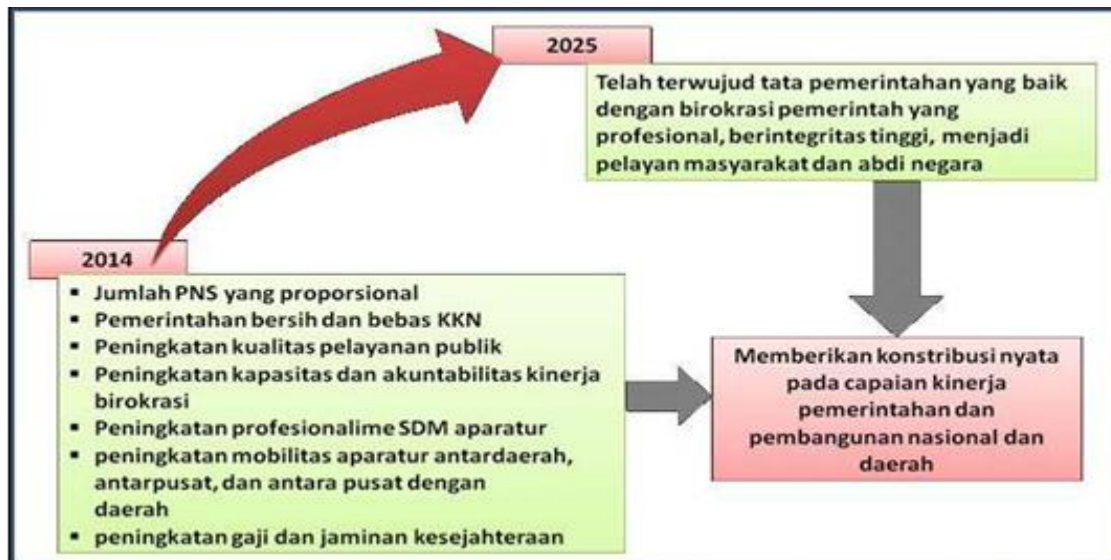 2025
Telah terwujud tata pemerintahan yang baik
dengan birokrasi pemerintah yang
profesional, berintegritas tinggi, menjadi
pelayan masyarakat dan abdi negara
2014
▪ Jumlah PNS yang proporsional
▪ Pemerintahan bersih dan bebas KKN
▪ Peningkatan kualitas pelayanan publik
▪ Peningkatan kapasitas dan akuntabilitas kinerja
birokrasi
▪ Peningkatan profesionalime SDM aparatur
▪ peningkatan mobilitas aparatur antardaerah,
antarpusat, dan antara pusat dengan
daerah
▪ peningkatan gaji dan jaminan kesejahteraan
Memberikan konstribusi nyata
pada capaian kinerja
pemerintahan dan
pembangunan nasional dan
daerah